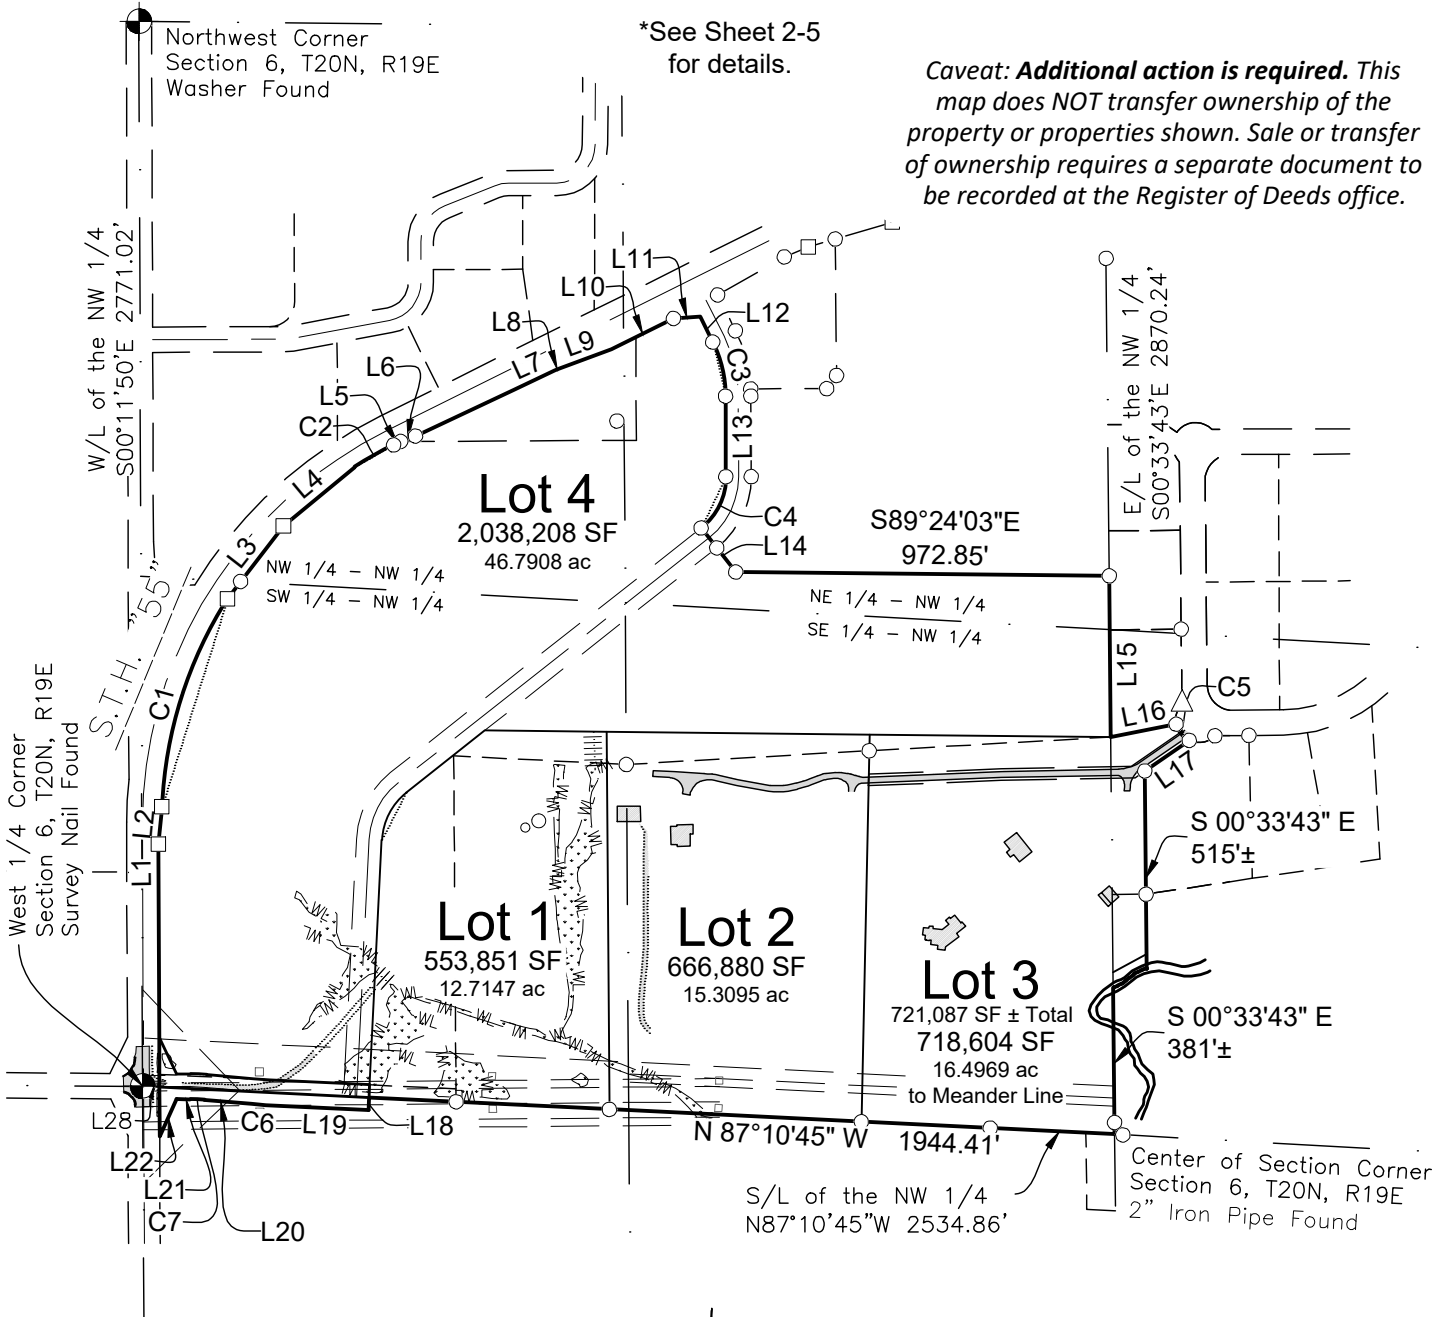 Northwest Corner
Section 6, T20N, R19E
Washer Found
*See Sheet 2-5
for details.
Caveat: Additional action is required. This
map does NOT transfer ownership of the
property or properties shown. Sale or transfer
of ownership requires a separate document to
be recorded at the Register of Deeds office.
W/L of the NW 1/4
S00°11'50"E 2771.02'
E/L of the NW 1/4
S00°33'43"E 2870.24'
L11
L10
L12
L8
L9
L7
C3
L6
L5
C2
L13
L4
Lot 4
2,038,208 SF
46.7908 ac
C4
L14
S89°24'03"E
972.85'
L3
NW 1/4 - NW 1/4
SW 1/4 - NW 1/4
NE 1/4 - NW 1/4
SE 1/4 - NW 1/4
S.T.H. "55"
C1
L15
C5
L16
L17
West 1/4 Corner
Section 6, T20N, R19E
Survey Nail Found
L2
L1
S 00°33'43" E
515'±
Lot 1
553,851 SF
12.7147 ac
Lot 2
666,880 SF
15.3095 ac
Lot 3
721,087 SF ± Total
718,604 SF
16.4969 ac
to Meander Line
S 00°33'43" E
381'±
L28
C6
L19
L18
N 87°10'45" W
1944.41'
L22
L21
C7
L20
S/L of the NW 1/4
N87°10'45"W 2534.86'
Center of Section Corner
Section 6, T20N, R19E
2" Iron Pipe Found